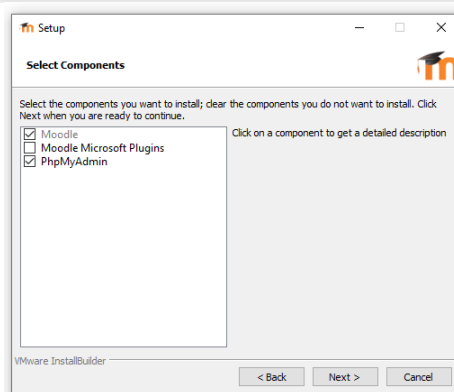 Setup
Select Components
Select the components you want to install; clear the components you do not want to install. Click
Next when you are ready to continue.
Moodle
Moodle Microsoft Plugins
PhpMyAdmin
Click on a component to get a detailed description
VMware InstallBuilder
< Back
Next >
Cancel